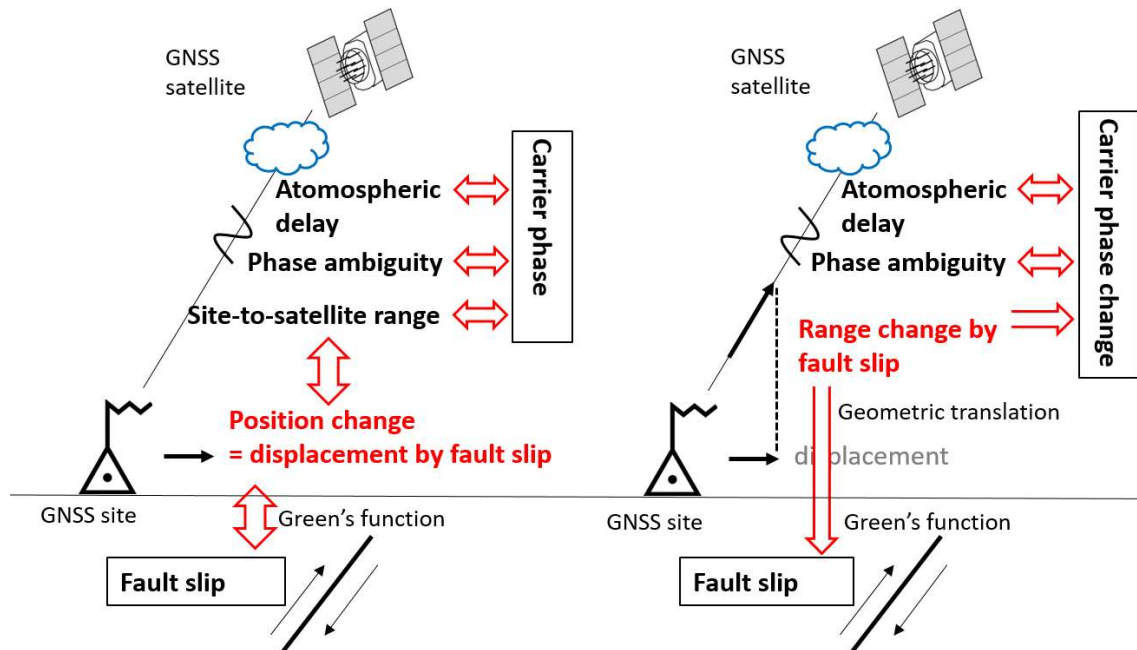 GNSS
satellite
Atomospheric
delay
Phase ambiguity
Site-to-satellite range
Carrier phase
Position change
= displacement by fault slip
GNSS site
Green's function
Fault slip
GNSS
satellite
Atomospheric
delay
Phase ambiguity
Range change by
fault slip
Carrier phase change
Geometric translation
displacement
GNSS site
Green's function
Fault slip